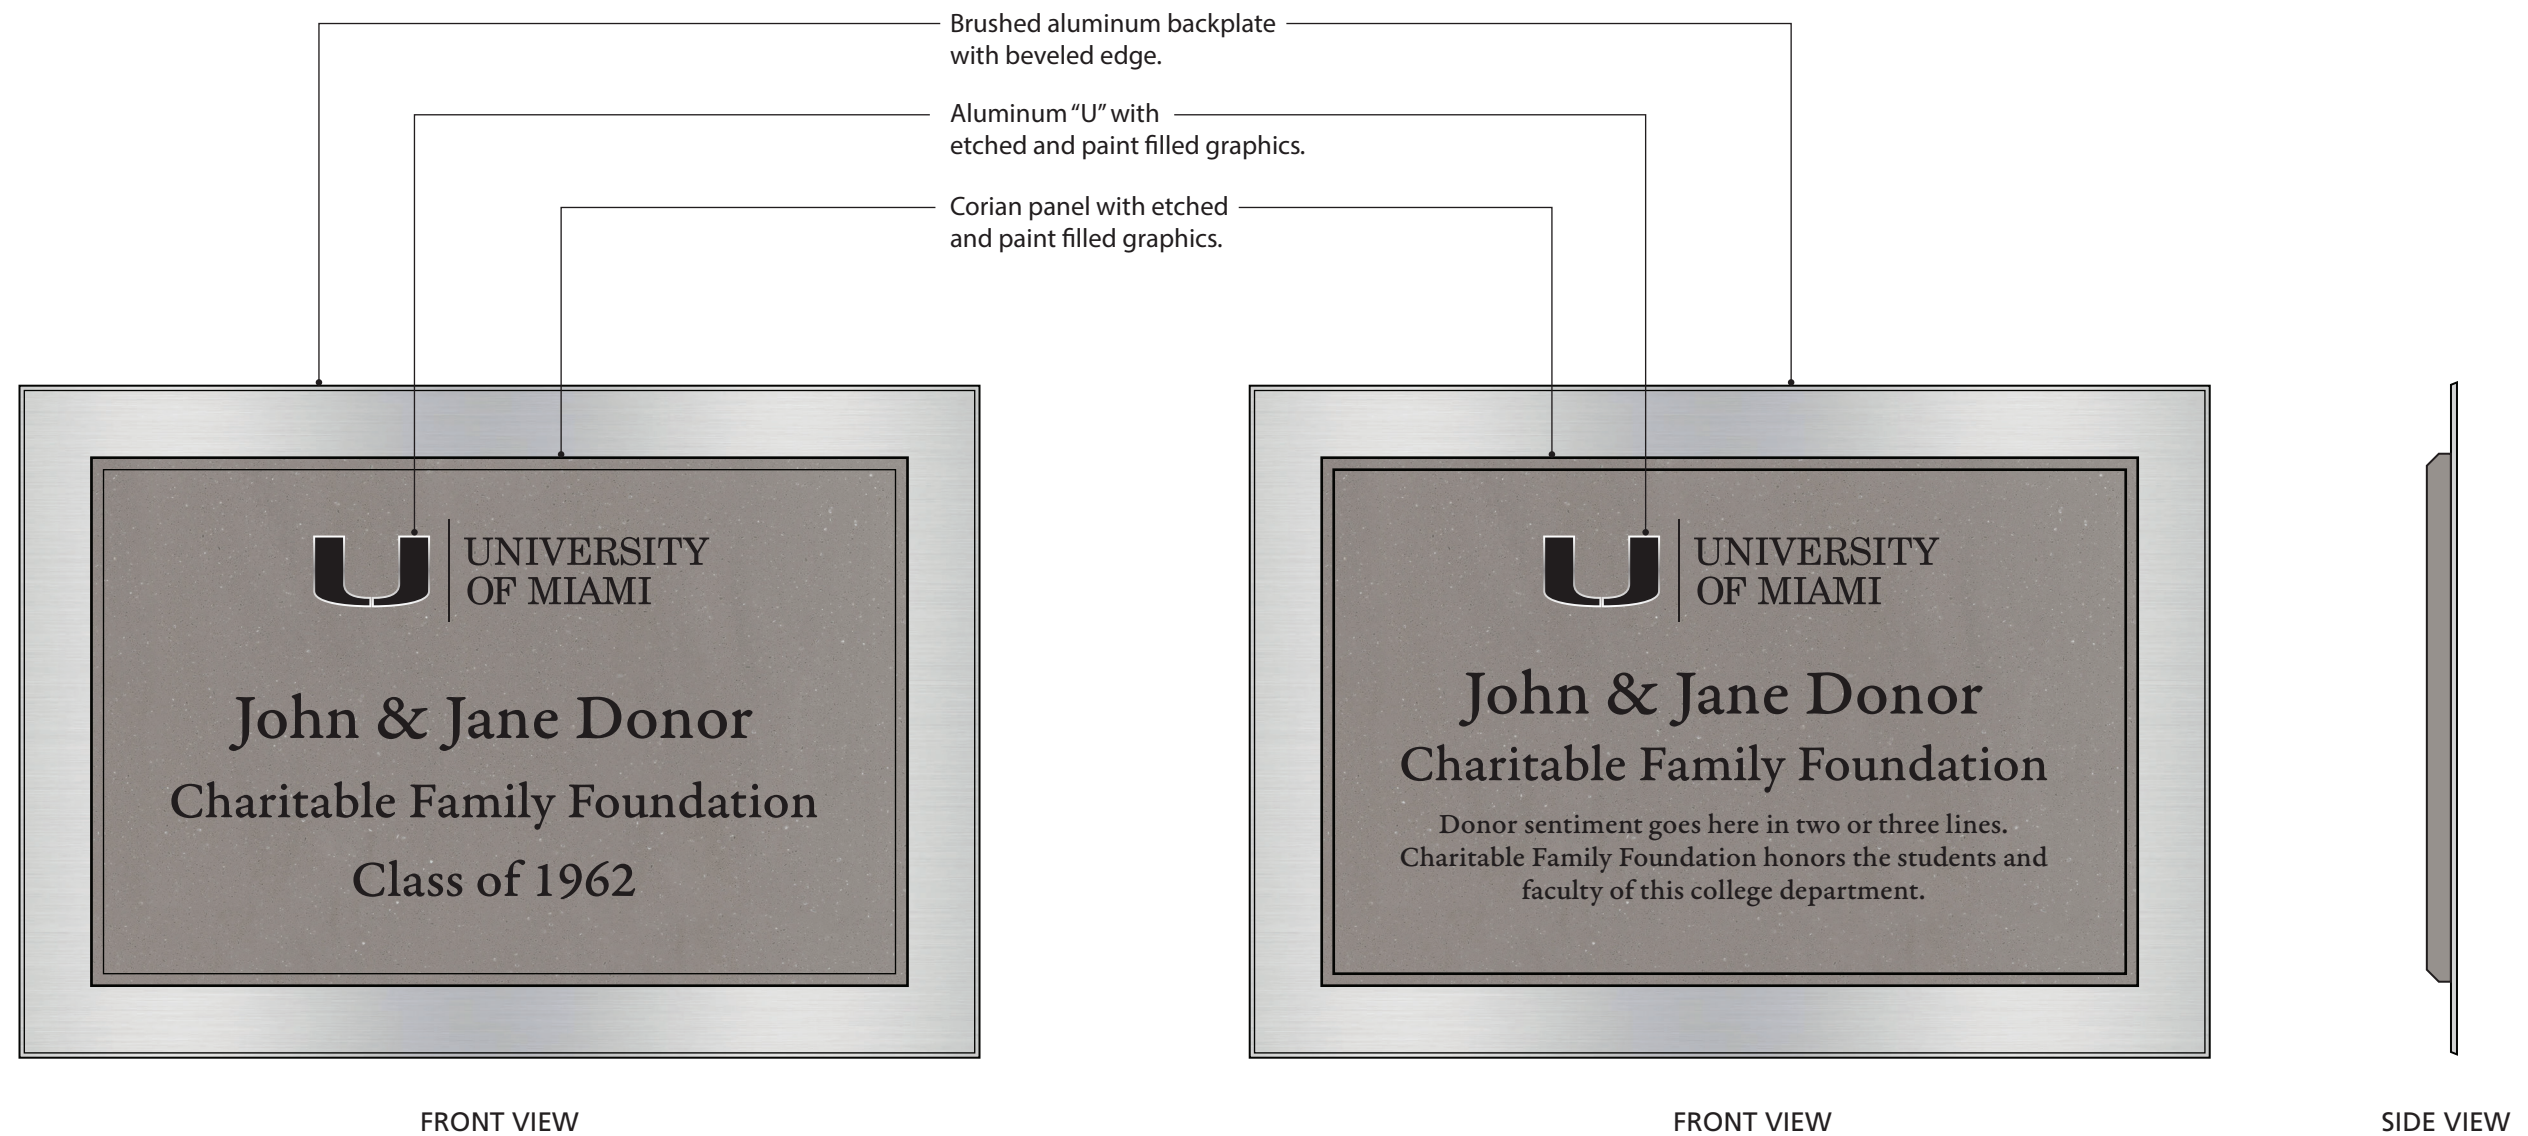 Brushed aluminum backplate
with beveled edge.
Aluminum “U” with
etched and paint filled graphics.
Corian panel with etched
and paint filled graphics.
U
UNIVERSITY
OF MIAMI
John & Jane Donor
Charitable Family Foundation
Class of 1962
FRONT VIEW
U
UNIVERSITY
OF MIAMI
John & Jane Donor
Charitable Family Foundation
Donor sentiment goes here in two or three lines.
Charitable Family Foundation honors the students and
faculty of this college department.
FRONT VIEW
SIDE VIEW